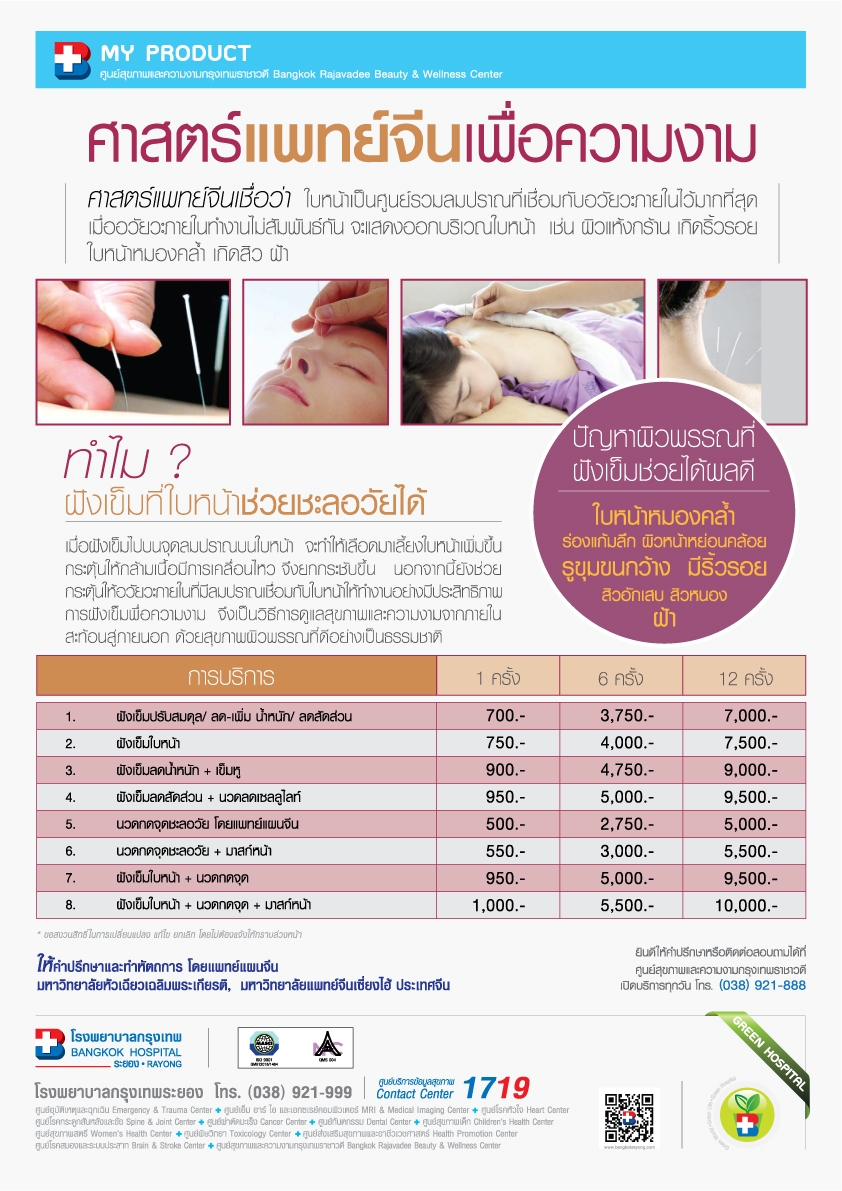 MY PRODUCT
ศูนย์สุขภาพและความงามกรุงเทพราชาวดี Bangkok Rajavadee Beauty & Wellness Center
ศาสตร์แพทย์จีนเพื่อความงาม
ศาสตร์แพทย์จีนเชื่อว่า ใบหน้าเป็นศูนย์รวมลมปราณที่เชื่อมกับอวัยวะภายในไว้มากที่สุด
เมื่ออวัยวะภายในทำงานไม่สัมพันธ์กัน จะแสดงออกบริเวณใบหน้า เช่น ผิวแห้งกร้าน เกิดริ้วรอย
ใบหน้าหมองคล้ำ เกิดสิว ฝ้า
ทำไม ?
ฝังเข็มที่ใบหน้าช่วยชะลอวัยได้
เมื่อฝังเข็มไปบนจุดลมปราณบนใบหน้า จะทำให้เลือดมาเลี้ยงใบหน้าเพิ่มขึ้น
กระตุ้นให้กล้ามเนื้อมีการเคลื่อนไหว จึงยกกระชับขึ้น นอกจากนี้ยังช่วย
กระตุ้นให้อวัยวะภายในที่มีลมปราณเชื่อมกับใบหน้าให้ทำงานอย่างมีประสิทธิภาพ
การฝังเข็มเพื่อความงาม จึงเป็นวิธีการดูแลสุขภาพและความงามจากภายใน
สะท้อนสู่ภายนอก ด้วยสุขภาพผิวพรรณที่ดีอย่างเป็นธรรมชาติ
ปัญหาผิวพรรณที่
ฝังเข็มช่วยได้ผลดี
ใบหน้าหมองคล้ำ
ร่องแก้มลึก ผิวหน้าหย่อนคล้อย
รูขุมขนกว้าง มีริ้วรอย
สิวอักเสบ สิวหนอง
ฝ้า
การบริการ 1 ครั้ง 6 ครั้ง 12 ครั้ง
1. ฝังเข็มปรับสมดุล/ ลด-เพิ่ม น้ำหนัก/ ลดสัดส่วน 700.- 3,750.- 7,000.-
2. ฝังเข็มใบหน้า 750.- 4,000.- 7,500.-
3. ฝังเข็มลดน้ำหนัก + เข็มหู 900.- 4,750.- 9,000.-
4. ฝังเข็มลดสัดส่วน + นวดลดเซลลูไลท์ 950.- 5,000.- 9,500.-
5. นวดกดจุดชะลอวัย โดยแพทย์แผนจีน 500.- 2,750.- 5,000.-
6. นวดกดจุดชะลอวัย + มาสก์หน้า 550.- 3,000.- 5,500.-
7. ฝังเข็มใบหน้า + นวดกดจุด 950.- 5,000.- 9,500.-
8. ฝังเข็มใบหน้า + นวดกดจุด + มาสก์หน้า 1,000.- 5,500.- 10,000.-
* ขอสงวนสิทธิ์ในการเปลี่ยนแปลง แก้ไข ยกเลิก โดยไม่ต้องแจ้งให้ทราบล่วงหน้า
ให้คำปรึกษาและทำหัตถการ โดยแพทย์แผนจีน
มหาวิทยาลัยหัวเฉียวเฉลิมพระเกียรติ, มหาวิทยาลัยแพทย์จีนเซี่ยงไฮ้ ประเทศจีน
ยินดีให้คำปรึกษาหรือติดต่อสอบถามได้ที่
ศูนย์สุขภาพและความงามกรุงเทพราชาวดี
เปิดบริการทุกวัน โทร. (038) 921-888
โรงพยาบาลกรุงเทพ
BANGKOK HOSPITAL
ระยอง • RAYONG
ISO 9001
QMS 004
GREEN HOSPITAL
โรงพยาบาลกรุงเทพระยอง โทร. (038) 921-999
ศูนย์บริการข้อมูลสุขภาพ
Contact Center 1719
ศูนย์อุบัติเหตุและฉุกเฉิน Emergency & Trauma Center + ศูนย์เอ็ม อาร์ ไอ และเอกซเรย์คอมพิวเตอร์ MRI & Medical Imaging Center + ศูนย์โรคหัวใจ Heart Center
ศูนย์โรคกระดูกสันหลังและข้อ Spine & Joint Center + ศูนย์ผ่าตัดมะเร็ง Cancer Center + ศูนย์ทันตกรรม Dental Center + ศูนย์สุขภาพเด็ก Children's Health Center
ศูนย์สุขภาพสตรี Women's Health Center + ศูนย์พิษวิทยา Toxicology Center + ศูนย์ส่งเสริมสุขภาพและอาชีวเวชศาสตร์ Health Promotion Center
ศูนย์โรคสมองและระบบประสาท Brain & Stroke Center + ศูนย์สุขภาพและความงามกรุงเทพราชาวดี Bangkok Rajavadee Beauty & Wellness Center
www.bangkokrayong.com